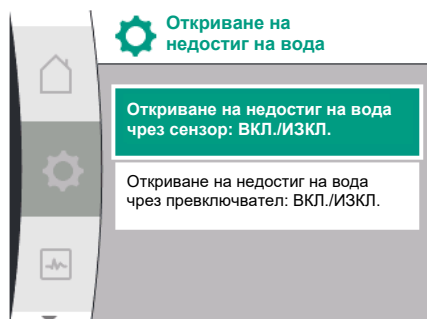 Откриване на
недостиг на вода
Откриване на недостиг на вода
чрез сензор: ВКЛ./ИЗКЛ.
Откриване на недостиг на вода
чрез превключвател: ВКЛ./ИЗКЛ.